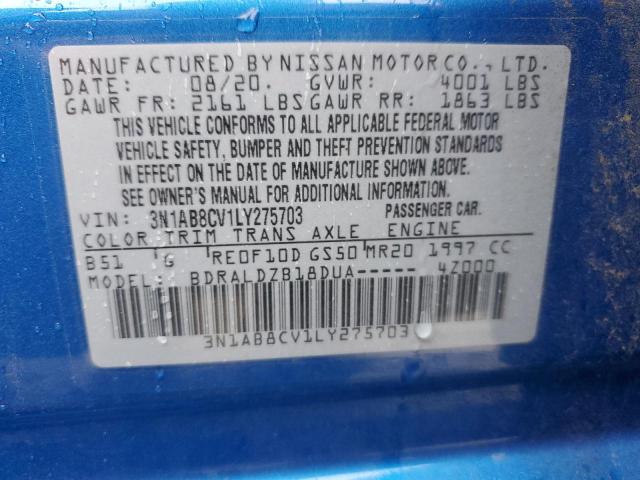 MANUFACTURED BY NISSAN MOTOR CO., LTD.
DATE: 08/20. GVWR: 4001 LBS
GAWR FR: 2161 LBS GAWR RR: 1863 LBS
THIS VEHICLE CONFORMS TO ALL APPLICABLE FEDERAL MOTOR
VEHICLE SAFETY, BUMPER AND THEFT PREVENTION STANDARDS
IN EFFECT ON THE DATE OF MANUFACTURE SHOWN ABOVE.
SEE OWNER'S MANUAL FOR ADDITIONAL INFORMATION.
VIN: 3N1AB8CV1LY275703 PASSENGER CAR.
COLOR TRIM TRANS AXLE ENGINE
B51 G RE0F10D GS50 MR20 1997 CC
MODEL: BDRALDZB18DUA----- 4Z000
3N1AB8CV1LY275703